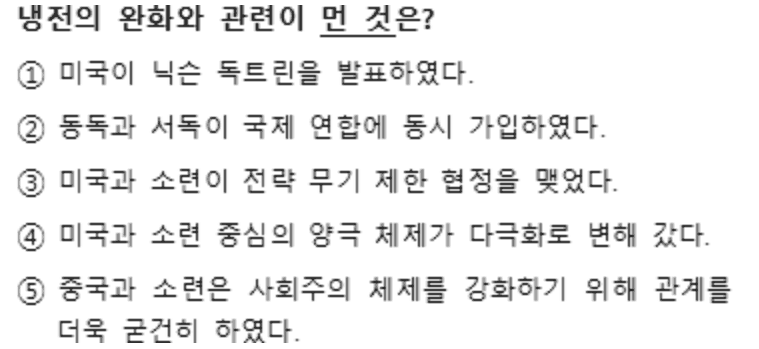 냉전의 완화와 관련이 먼 것은?
① 미국이 닉슨 독트린을 발표하였다.
② 동독과 서독이 국제 연합에 동시 가입하였다.
③ 미국과 소련이 전략 무기 제한 협정을 맺었다.
④ 미국과 소련 중심의 양극 체제가 다극화로 변해 갔다.
⑤ 중국과 소련은 사회주의 체제를 강화하기 위해 관계를
더욱 굳건히 하였다.